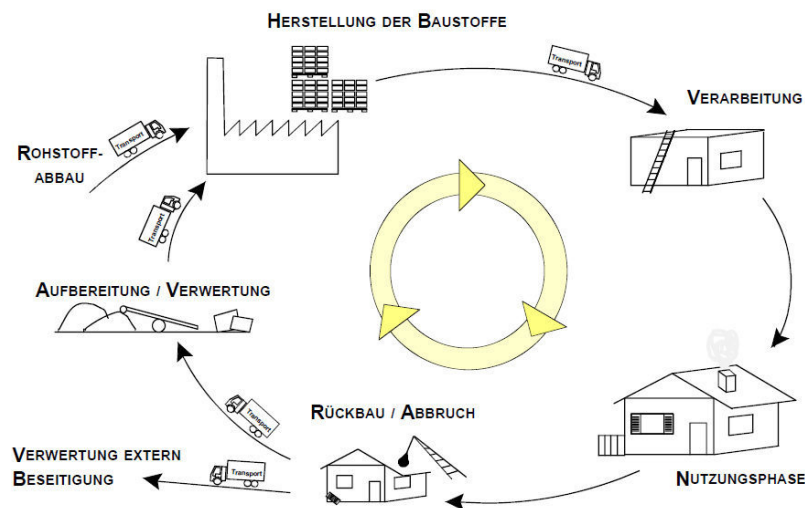 HERSTELLUNG DER BAUSTOFFE
Transport
VERARBEITUNG
Transport
ROHSTOFF-
ABBAU
Transport
AUFBEREITUNG / VERWERTUNG
RÜCKBAU / ABBRUCH
Transport
VERWERTUNG EXTERN
BESEITIGUNG
Transport
NUTZUNGSPHASE